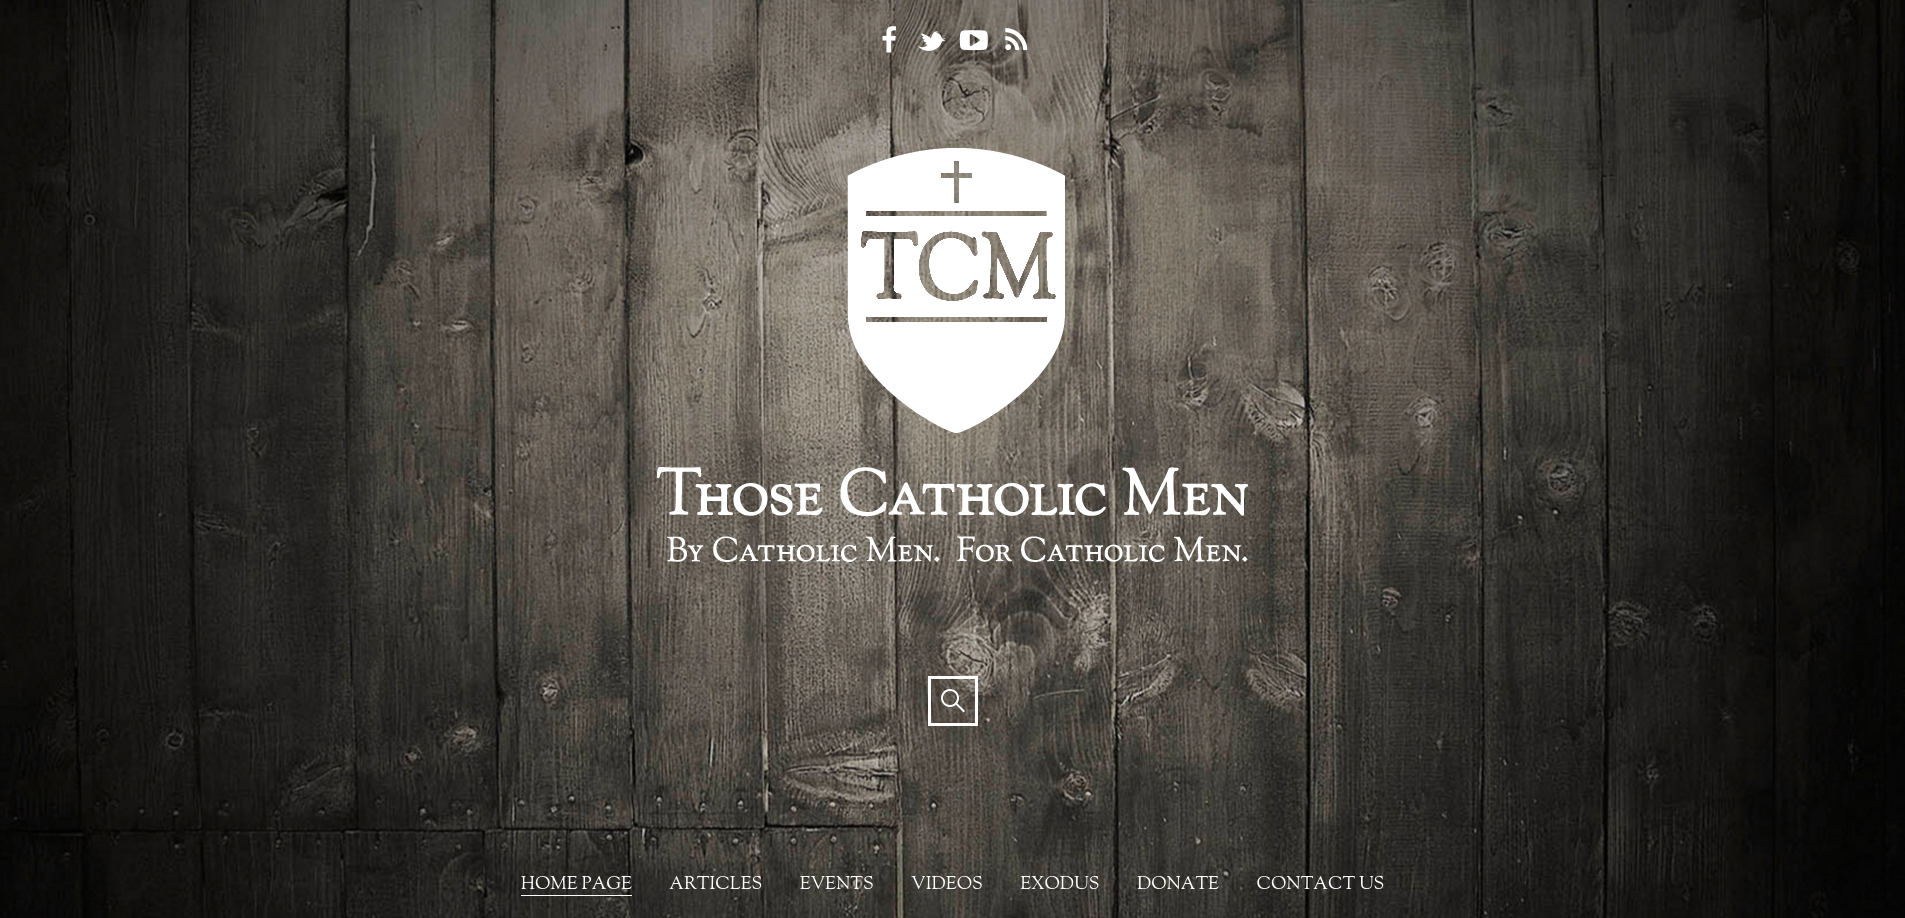 TCM
Those Catholic Men
By Catholic Men. For Catholic Men.
HOME PAGE ARTICLES EVENTS VIDEOS EXODUS DONATE CONTACT US